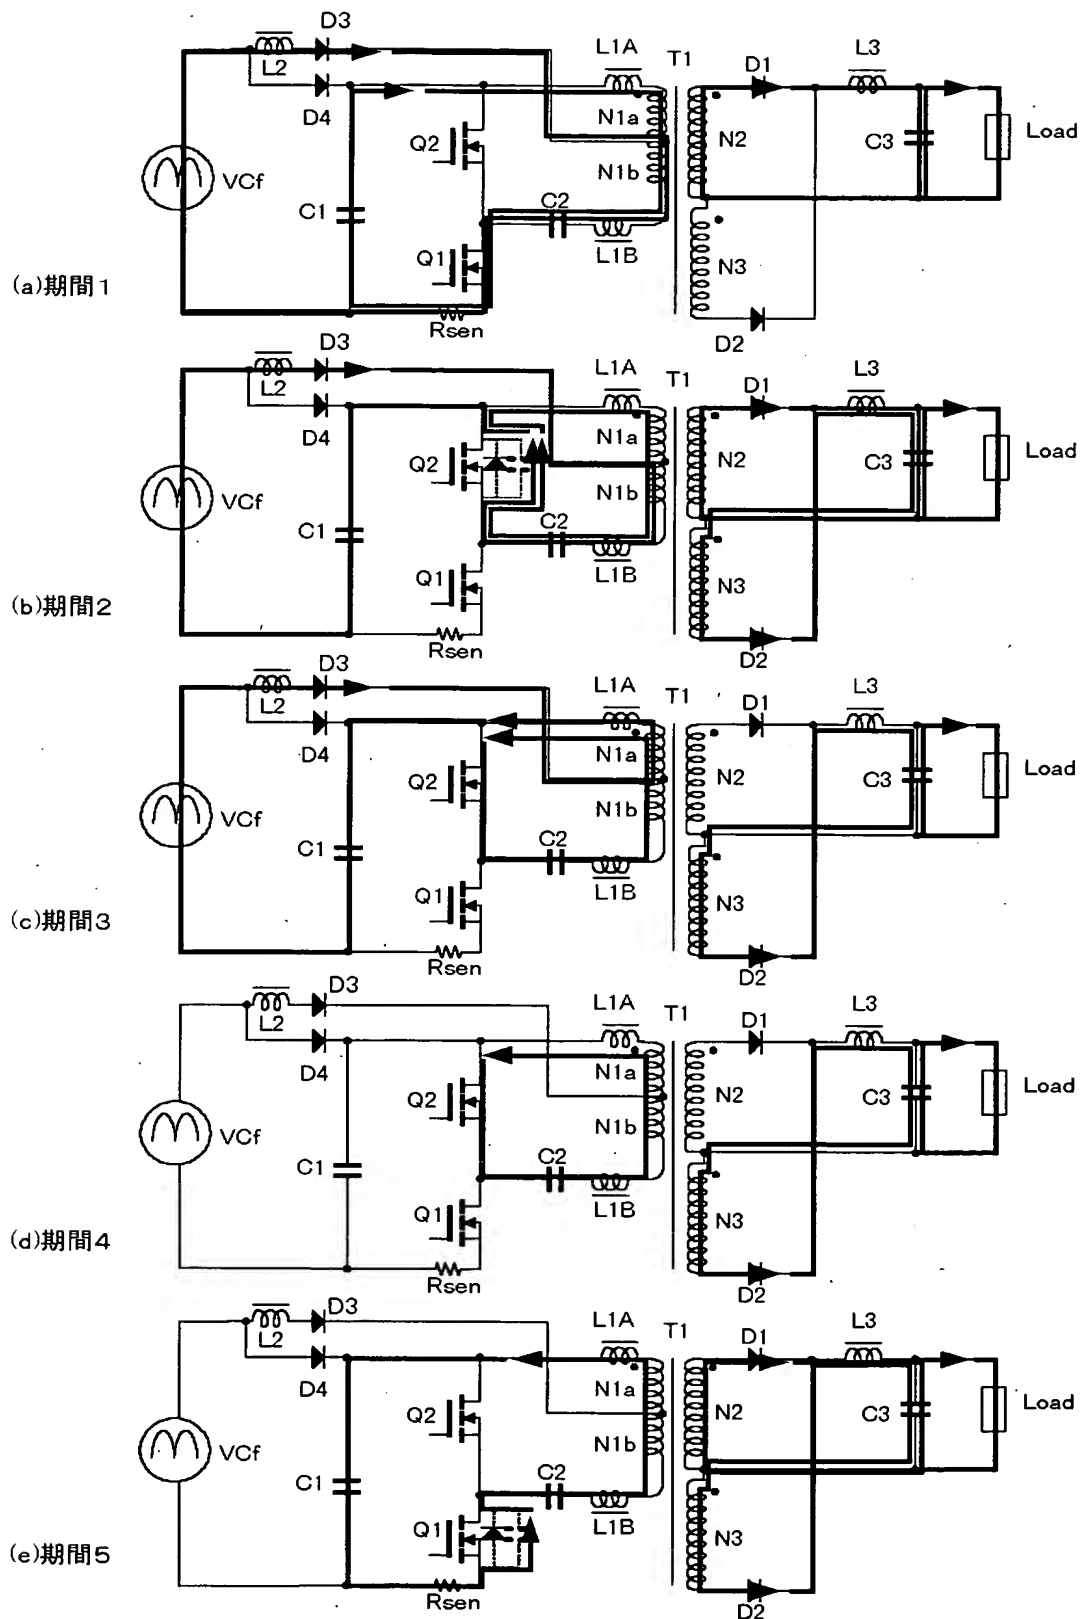 D3
L2
D4
L1A
T1
D1
L3
N1a
Q2
N2
C3
Load
N1b
VCf
C1
C2
Q1
L1B
N3
(a)期間1
Rsen
D2
D3
L2
D4
L1A
T1
D1
L3
N1a
Q2
N2
C3
Load
N1b
VCf
C1
C2
Q1
L1B
N3
(b)期間2
Rsen
D2
D3
L2
D4
L1A
T1
D1
L3
N1a
Q2
N2
C3
Load
N1b
VCf
C1
C2
Q1
L1B
N3
(c)期間3
Rsen
D2
D3
L2
D4
L1A
T1
D1
L3
N1a
Q2
N2
C3
Load
N1b
VCf
C1
C2
Q1
L1B
N3
(d)期間4
Rsen
D2
D3
L2
D4
L1A
T1
D1
L3
N1a
Q2
N2
C3
Load
N1b
VCf
C1
C2
Q1
L1B
N3
(e)期間5
Rsen
D2